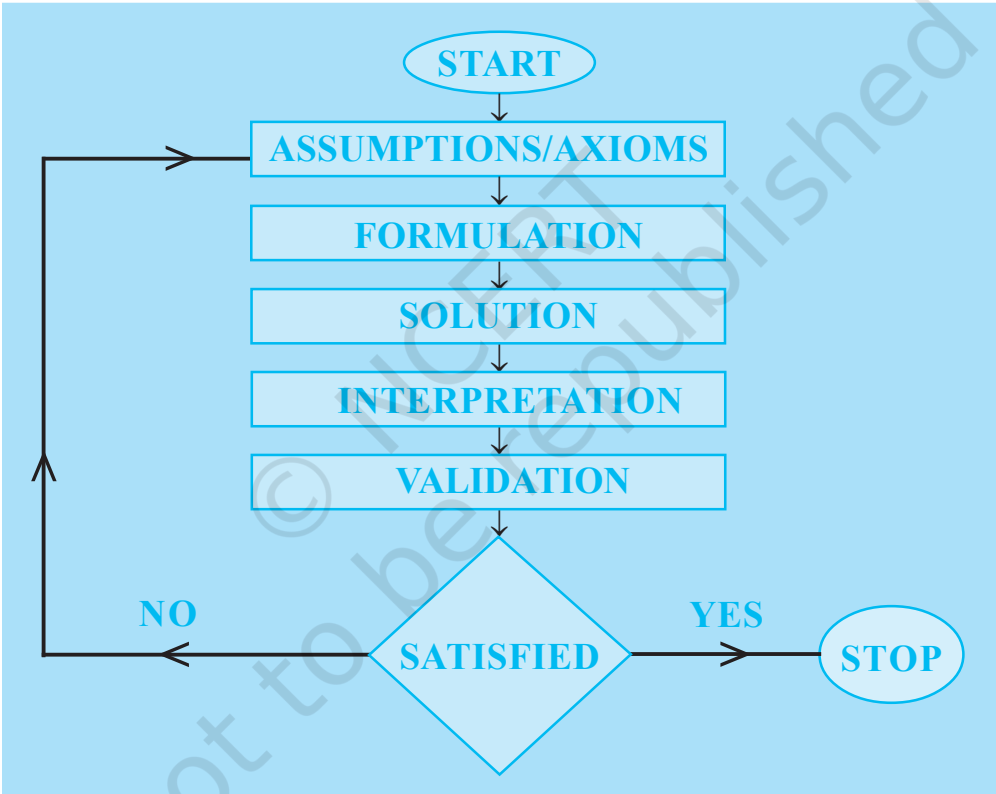 START
ASSUMPTIONS/AXIOMS
FORMULATION
SOLUTION
INTERPRETATION
VALIDATION
NO
YES
SATISFIED
STOP
© NCERT
not to be republished